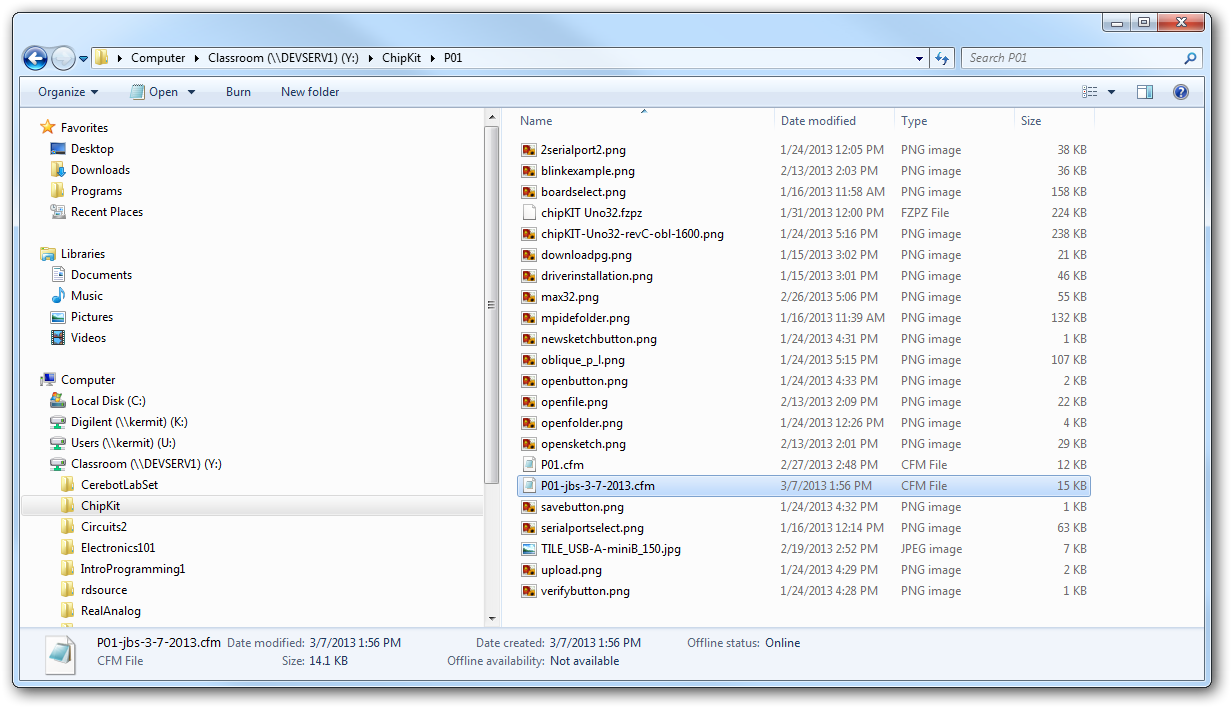 Computer Classroom (\\DEVSERV1) (Y:) ChipKit P01 Search P01
Organize Open Burn New folder
Favorites
Desktop
Downloads
Programs
Recent Places
Libraries
Documents
Music
Pictures
Videos
Computer
Local Disk (C:)
Digilent (\\kermit) (K:)
Users (\\kermit) (U:)
Classroom (\\DEVSERV1) (Y:)
CerebotLabSet
ChipKit
Circuits2
Electronics101
IntroProgramming1
rdsource
RealAnalog
Name Date modified Type Size
2serialport2.png 1/24/2013 12:05 PM PNG image 38 KB
blinkexample.png 2/13/2013 2:03 PM PNG image 36 KB
boardselect.png 1/16/2013 11:58 AM PNG image 158 KB
chipKIT Uno32.fzpz 1/31/2013 12:00 PM FZPZ File 224 KB
chipKIT-Uno32-revC-obl-1600.png 1/24/2013 5:16 PM PNG image 238 KB
downloadpg.png 1/15/2013 3:02 PM PNG image 21 KB
driverinstallation.png 1/15/2013 3:01 PM PNG image 46 KB
max32.png 2/26/2013 5:06 PM PNG image 55 KB
mpidefolder.png 1/16/2013 11:39 AM PNG image 132 KB
newsketchbutton.png 1/24/2013 4:31 PM PNG image 1 KB
oblique_p_l.png 1/24/2013 5:15 PM PNG image 107 KB
openbutton.png 1/24/2013 4:33 PM PNG image 2 KB
openfile.png 2/13/2013 2:09 PM PNG image 22 KB
openfolder.png 1/24/2013 12:26 PM PNG image 4 KB
opensketch.png 2/13/2013 2:01 PM PNG image 29 KB
P01.cfm 2/27/2013 2:48 PM CFM File 12 KB
P01-jbs-3-7-2013.cfm 3/7/2013 1:56 PM CFM File 15 KB
savebutton.png 1/24/2013 4:32 PM PNG image 1 KB
serialportselect.png 1/16/2013 12:14 PM PNG image 63 KB
TILE_USB-A-miniB_150.jpg 2/19/2013 2:52 PM JPEG image 7 KB
upload.png 1/24/2013 4:29 PM PNG image 2 KB
verifybutton.png 1/24/2013 4:28 PM PNG image 1 KB
P01-jbs-3-7-2013.cfm Date modified: 3/7/2013 1:56 PM Date created: 3/7/2013 1:56 PM Offline status: Online
CFM File Size: 14.1 KB Offline availability: Not available